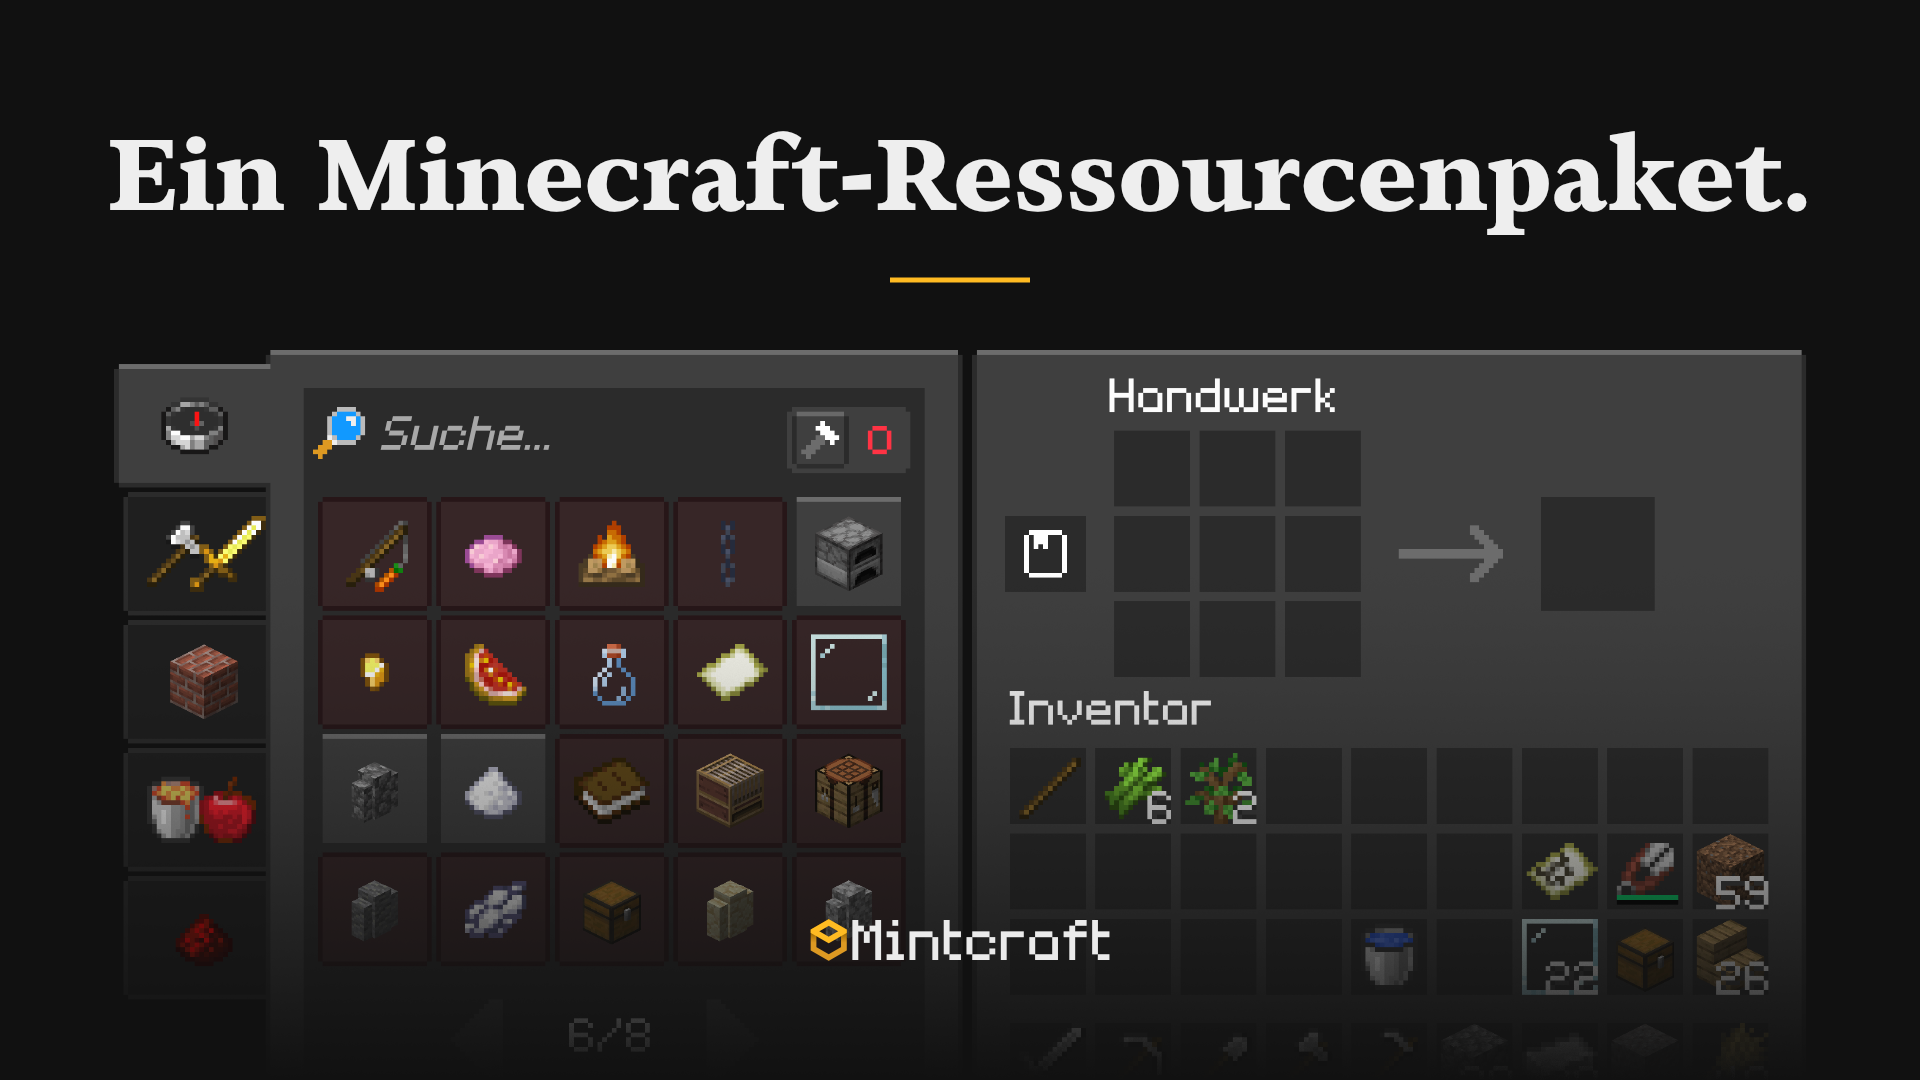 Ein Minecraft-Ressourcenpaket.
Suche...
0
Handwerk
Inventar
6
2
59
22
26
Mintcraft
6/8